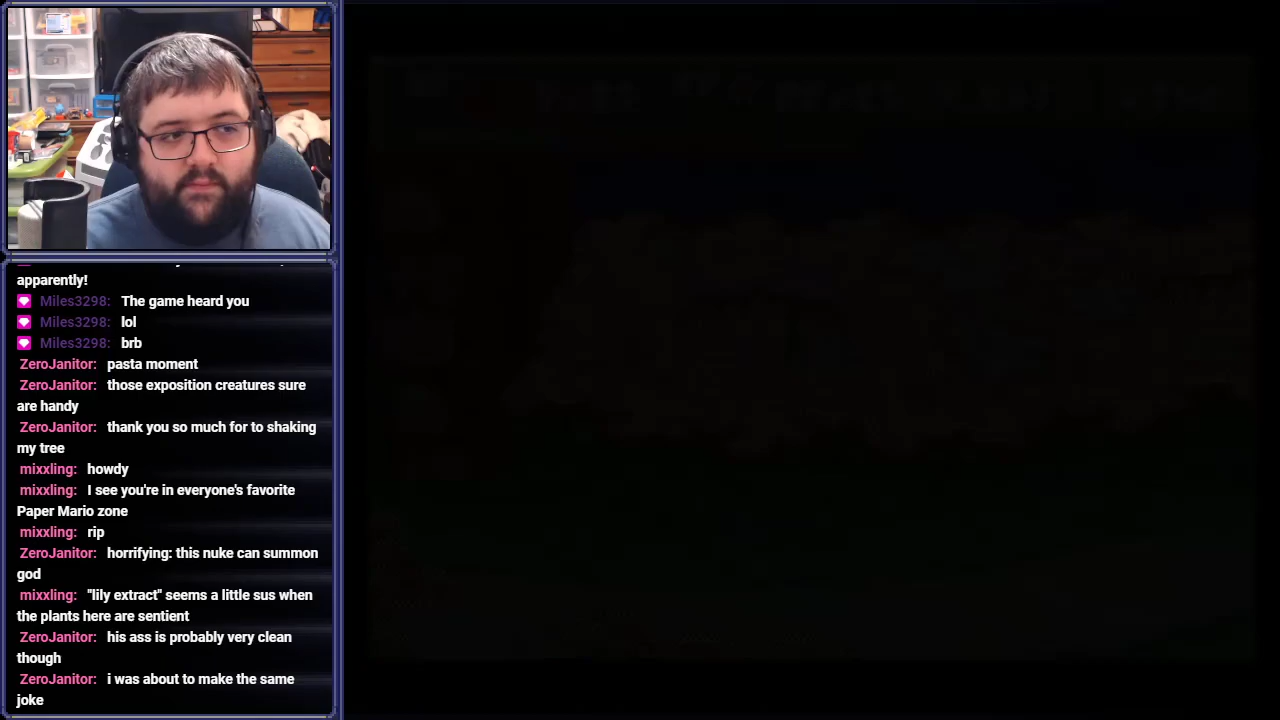 apparently!
Miles3298: The game heard you
Miles3298: lol
Miles3298: brb
ZeroJanitor: pasta moment
ZeroJanitor: those exposition creatures sure
are handy
ZeroJanitor: thank you so much for to shaking
my tree
mixxling: howdy
mixxling: I see you're in everyone's favorite
Paper Mario zone
mixxling: rip
ZeroJanitor: horrifying: this nuke can summon
god
mixxling: "lily extract" seems a little sus when
the plants here are sentient
ZeroJanitor: his ass is probably very clean
though
ZeroJanitor: i was about to make the same
joke